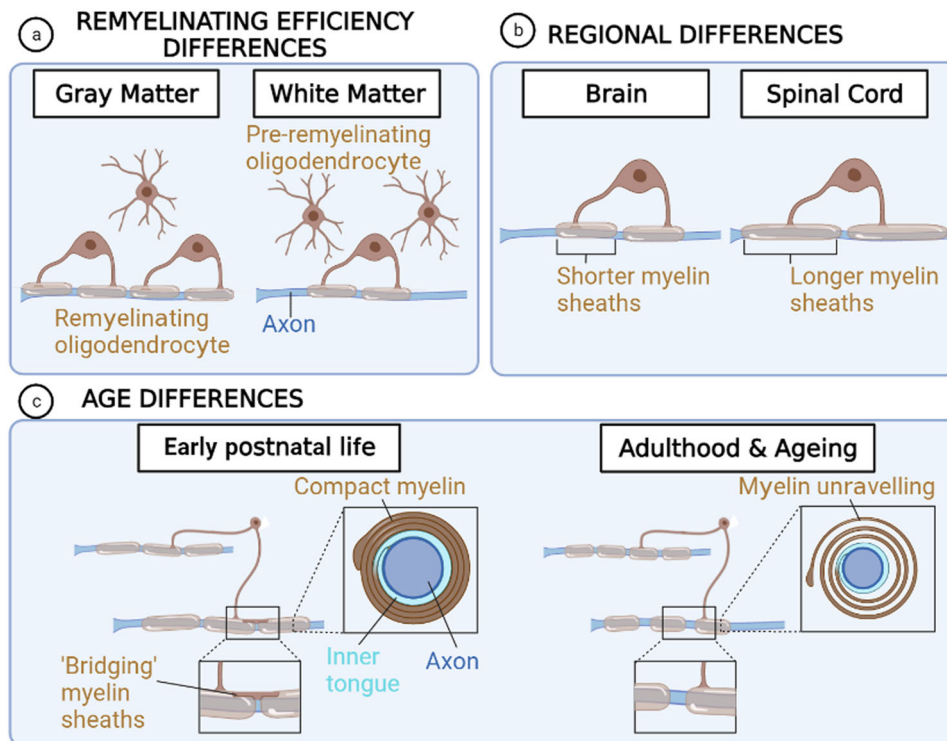 a
REMYELINATING EFFICIENCY
DIFFERENCES
Gray Matter
White Matter
Pre-remyelinating
oligodendrocyte
Remyelinating
oligodendrocyte
Axon
b
REGIONAL DIFFERENCES
Brain
Spinal Cord
Shorter myelin
sheaths
Longer myelin
sheaths
c
AGE DIFFERENCES
Early postnatal life
Compact myelin
'Bridging'
myelin
sheaths
Inner
tongue
Axon
Adulthood & Ageing
Myelin unravelling